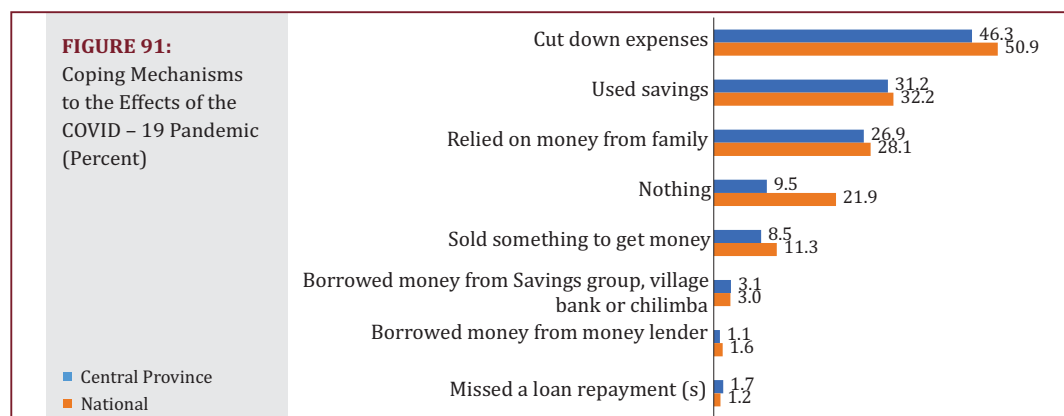 FIGURE 91:
Coping Mechanisms
to the Effects of the
COVID – 19 Pandemic
(Percent)
Central Province
National
Cut down expenses
46.3
50.9
Used savings
31.2
32.2
Relied on money from family
26.9
28.1
Nothing
9.5
21.9
Sold something to get money
8.5
11.3
Borrowed money from Savings group, village
bank or chilimba
3.1
3.0
Borrowed money from money lender
1.1
1.6
Missed a loan repayment (s)
1.7
1.2